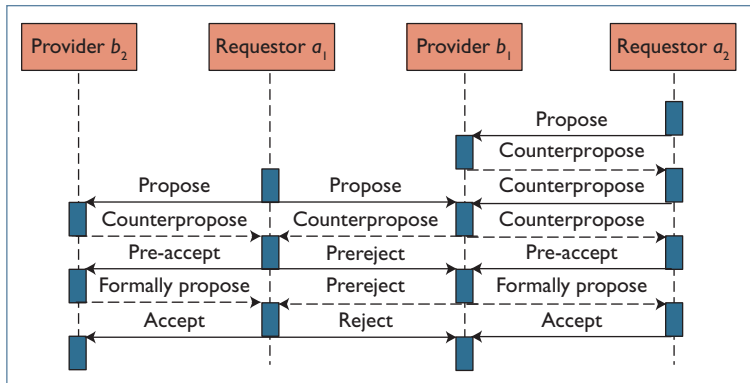 Provider b2 Requestor a1 Provider b1 Requestor a2
Propose
Counterpropose
Propose Propose Counterpropose
Counterpropose Counterpropose Counterpropose
Pre-accept Prereject Pre-accept
Formally propose Prereject Formally propose
Accept Reject Accept